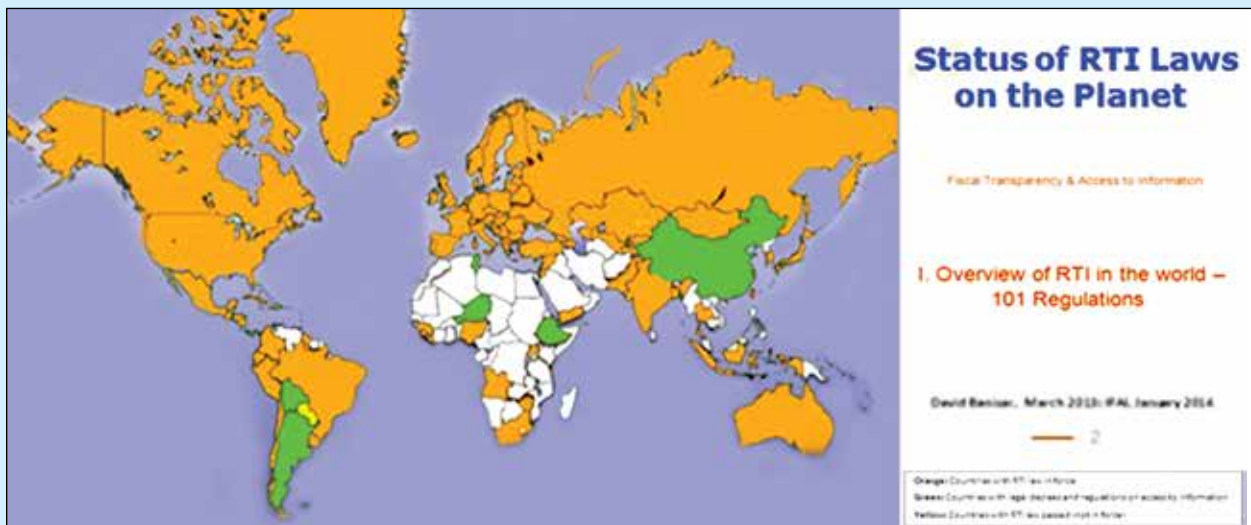 Status of RTI Laws
on the Planet
Fiscal Transparency & Access to Information
I. Overview of RTI in the world –
101 Regulations
David Banisar, March 2013; IFAI, January 2014
2
Orange: Countries with RTI law in force
Green: Countries with legal decrees and regulations on access to information
Yellow: Countries with RTI law passed (not in force)